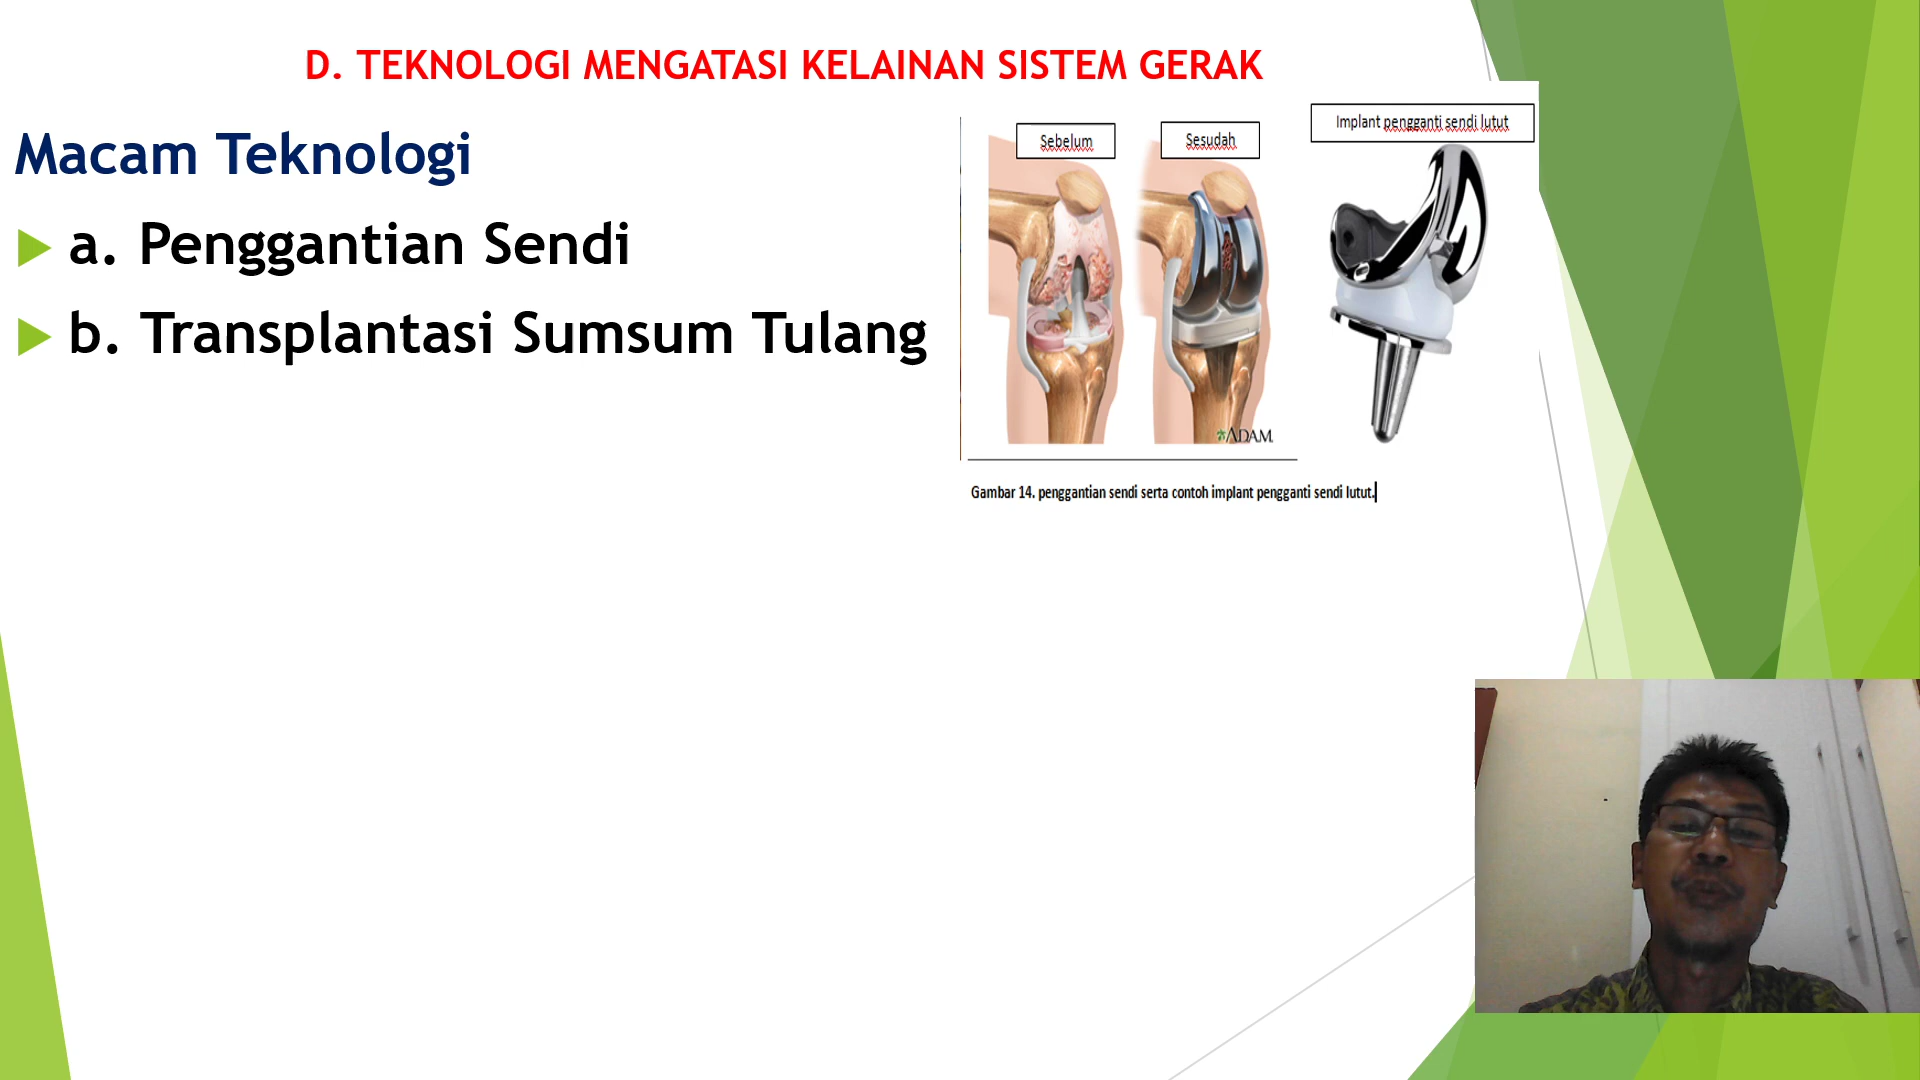 D. TEKNOLOGI MENGATASI KELAINAN SISTEM GERAK
Macam Teknologi
a. Penggantian Sendi
b. Transplantasi Sumsum Tulang
Sebelum
Sesudah
Implant pengganti sendi lutut
ADAM.
Gambar 14. penggantian sendi serta contoh implant pengganti sendi lutut.